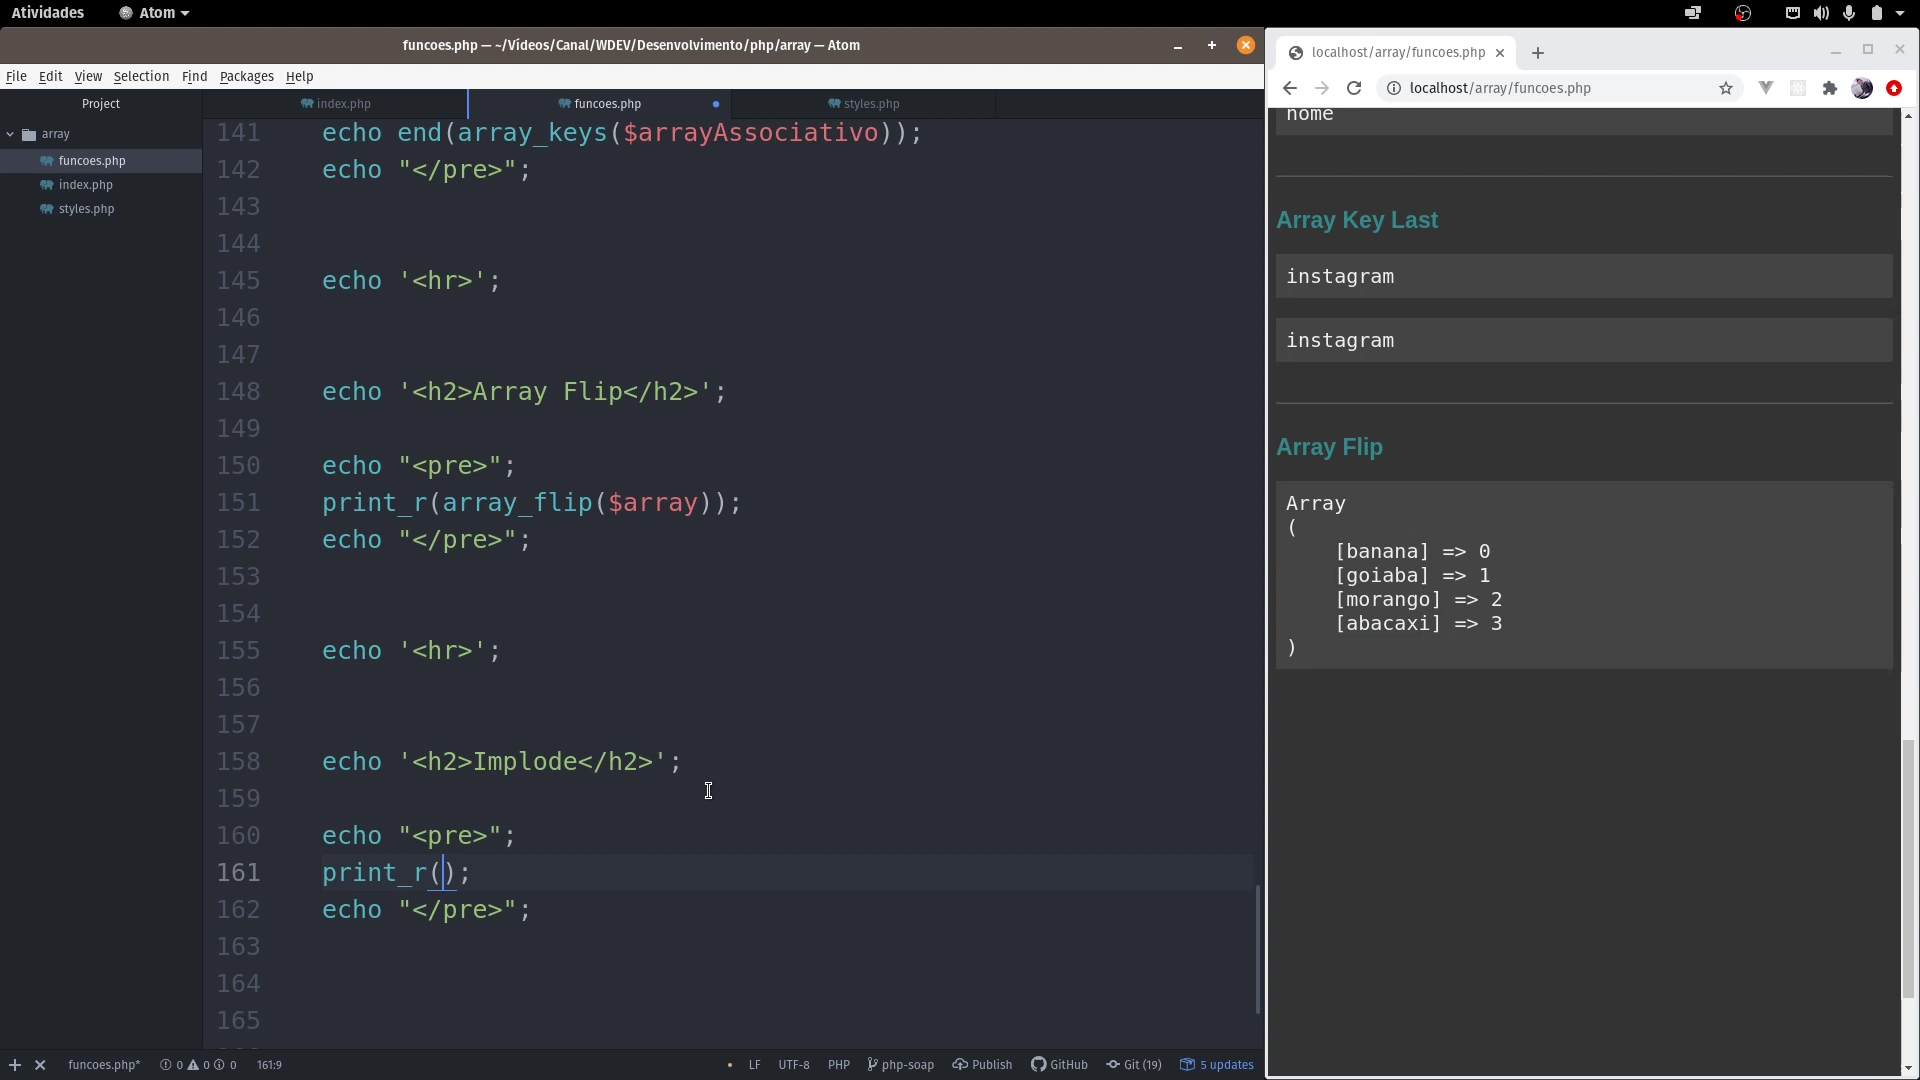 Atividades
Atom
funcoes.php — ~/Vídeos/Canal/WDEV/Desenvolvimento/php/array — Atom
File Edit View Selection Find Packages Help
Project
index.php
funcoes.php
styles.php
array
funcoes.php
index.php
styles.php
141 echo end(array_keys($arrayAssociativo));
142 echo "</pre>";
143
144
145 echo '<hr>';
146
147
148 echo '<h2>Array Flip</h2>';
149
150 echo "<pre>";
151 print_r(array_flip($array));
152 echo "</pre>";
153
154
155 echo '<hr>';
156
157
158 echo '<h2>Implode</h2>';
159
160 echo "<pre>";
161 print_r();
162 echo "</pre>";
163
164
165
funcoes.php* 0 0 0 161:9
LF UTF-8 PHP php-soap Publish GitHub Git (19) 5 updates
localhost/array/funcoes.php
localhost/array/funcoes.php
nome
Array Key Last
instagram
instagram
Array Flip
Array
(
[banana] => 0
[goiaba] => 1
[morango] => 2
[abacaxi] => 3
)